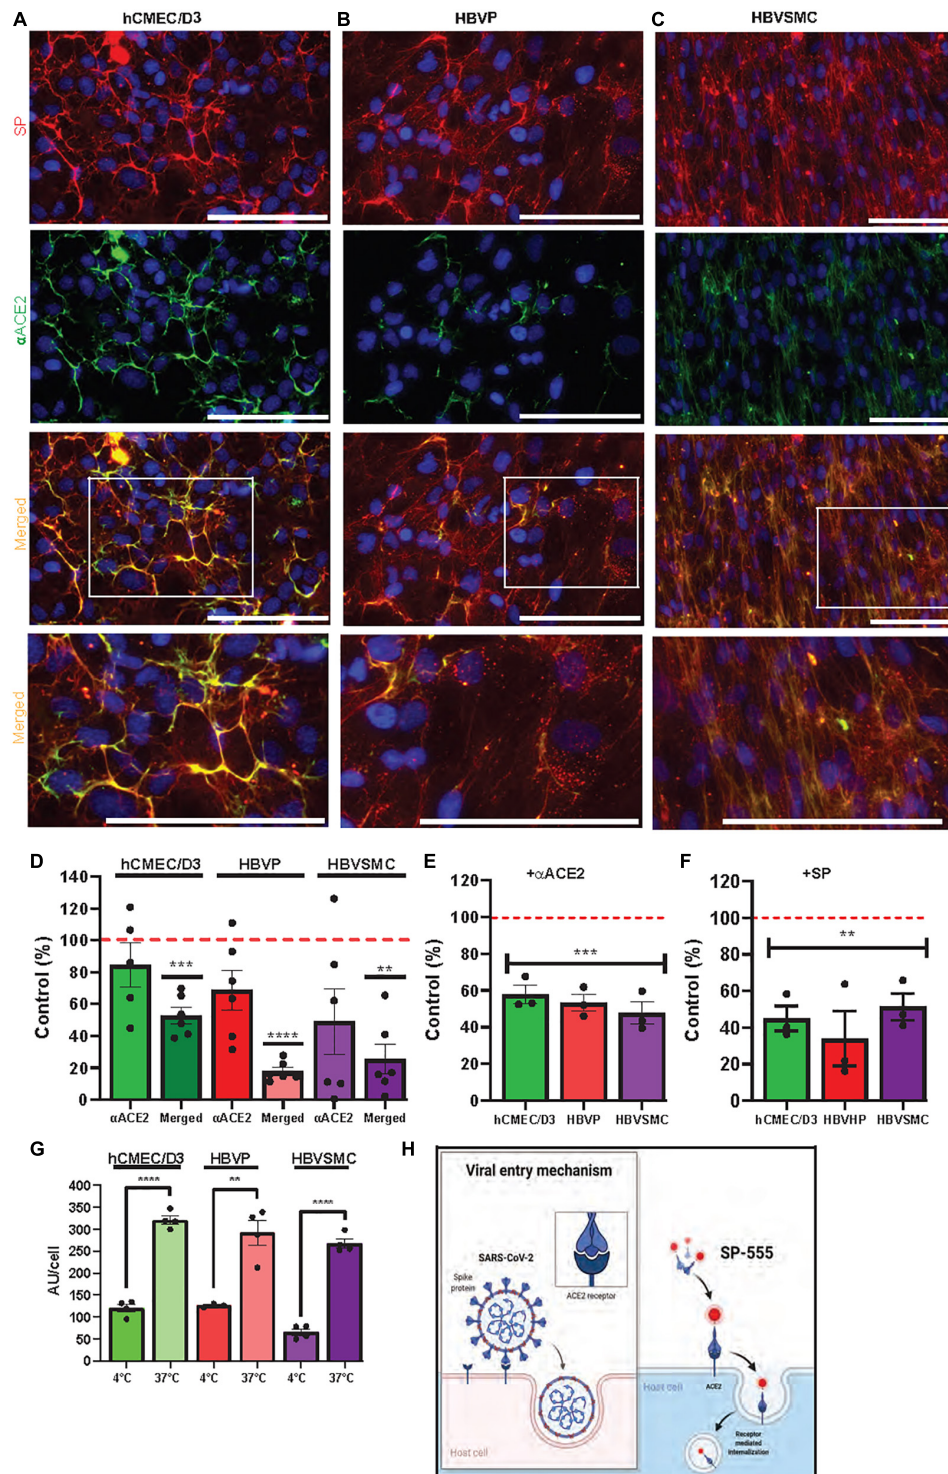 A hCMEC/D3
B HBVP
C HBVSMC
SP
αACE2
Merged
Merged
D
hCMEC/D3 HBVP HBVSMC
Control (%)
140
120
100
80
60
40
20
0
***
****
**
αACE2 Merged αACE2 Merged αACE2 Merged
E
+αACE2
Control (%)
120
100
80
60
40
20
0
***
hCMEC/D3 HBVP HBVSMC
F
+SP
Control (%)
120
100
80
60
40
20
0
**
hCMEC/D3 HBVHP HBVSMC
G
hCMEC/D3 HBVP HBVSMC
AU/cell
400
350
300
250
200
150
100
50
0
****
**
****
4°C 37°C 4°C 37°C 4°C 37°C
H
Viral entry mechanism
SARS-CoV-2
Spike
protein
ACE2 receptor
Host cell
SP-555
Host cell
ACE2
Receptor
mediated
internalization